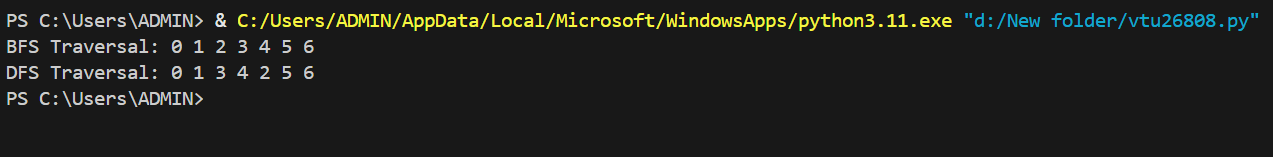 PS C:\Users\ADMIN> & C:/Users/ADMIN/AppData/Local/Microsoft/WindowsApps/python3.11.exe "d:/New folder/vtu26808.py"
BFS Traversal: 0 1 2 3 4 5 6
DFS Traversal: 0 1 3 4 2 5 6
PS C:\Users\ADMIN>